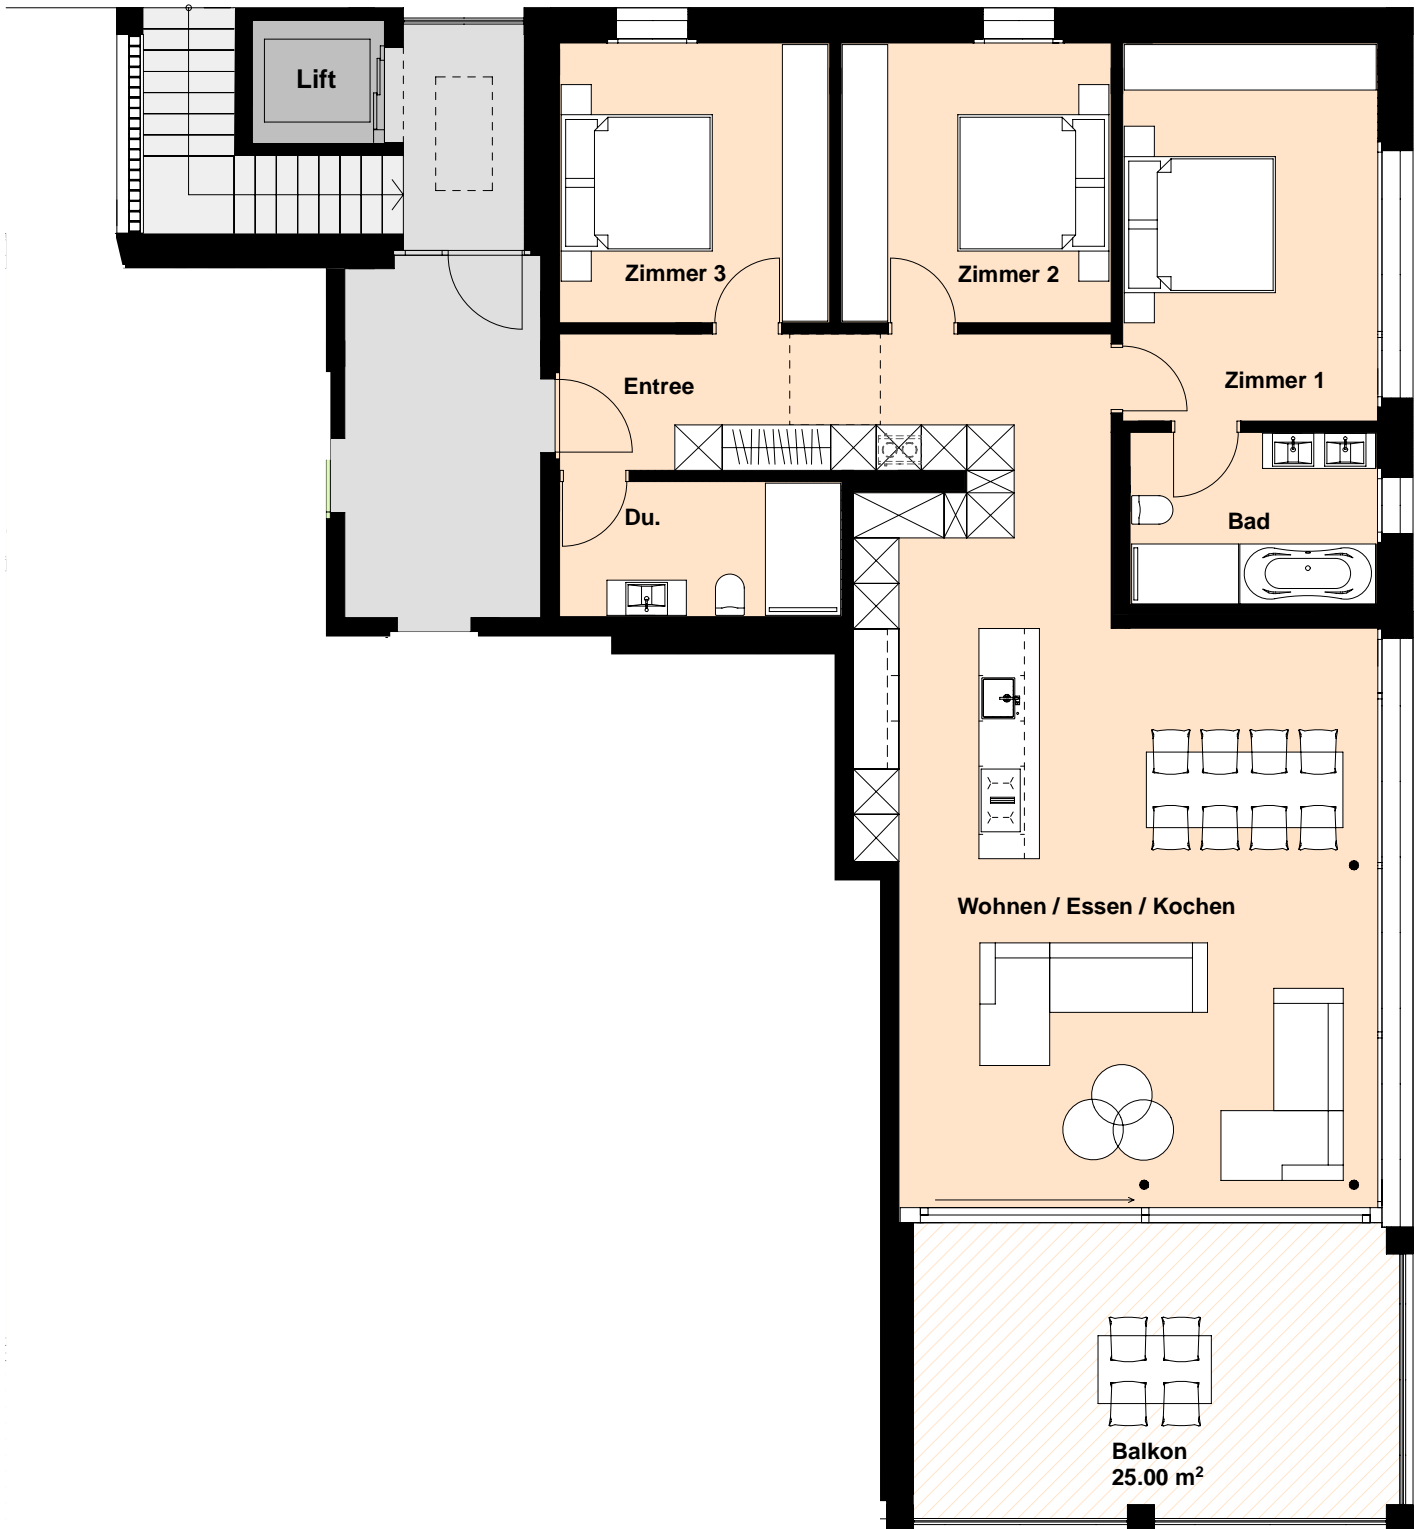 Lift
Zimmer 3
Zimmer 2
Zimmer 1
Entree
Du.
Bad
Wohnen / Essen / Kochen
Balkon
25.00 m²